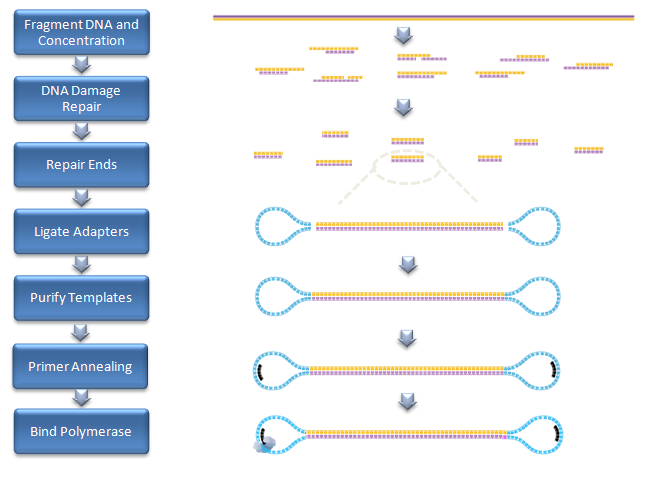 Fragment DNA and
Concentration
DNA Damage
Repair
Repair Ends
Ligate Adapters
Purify Templates
Primer Annealing
Bind Polymerase